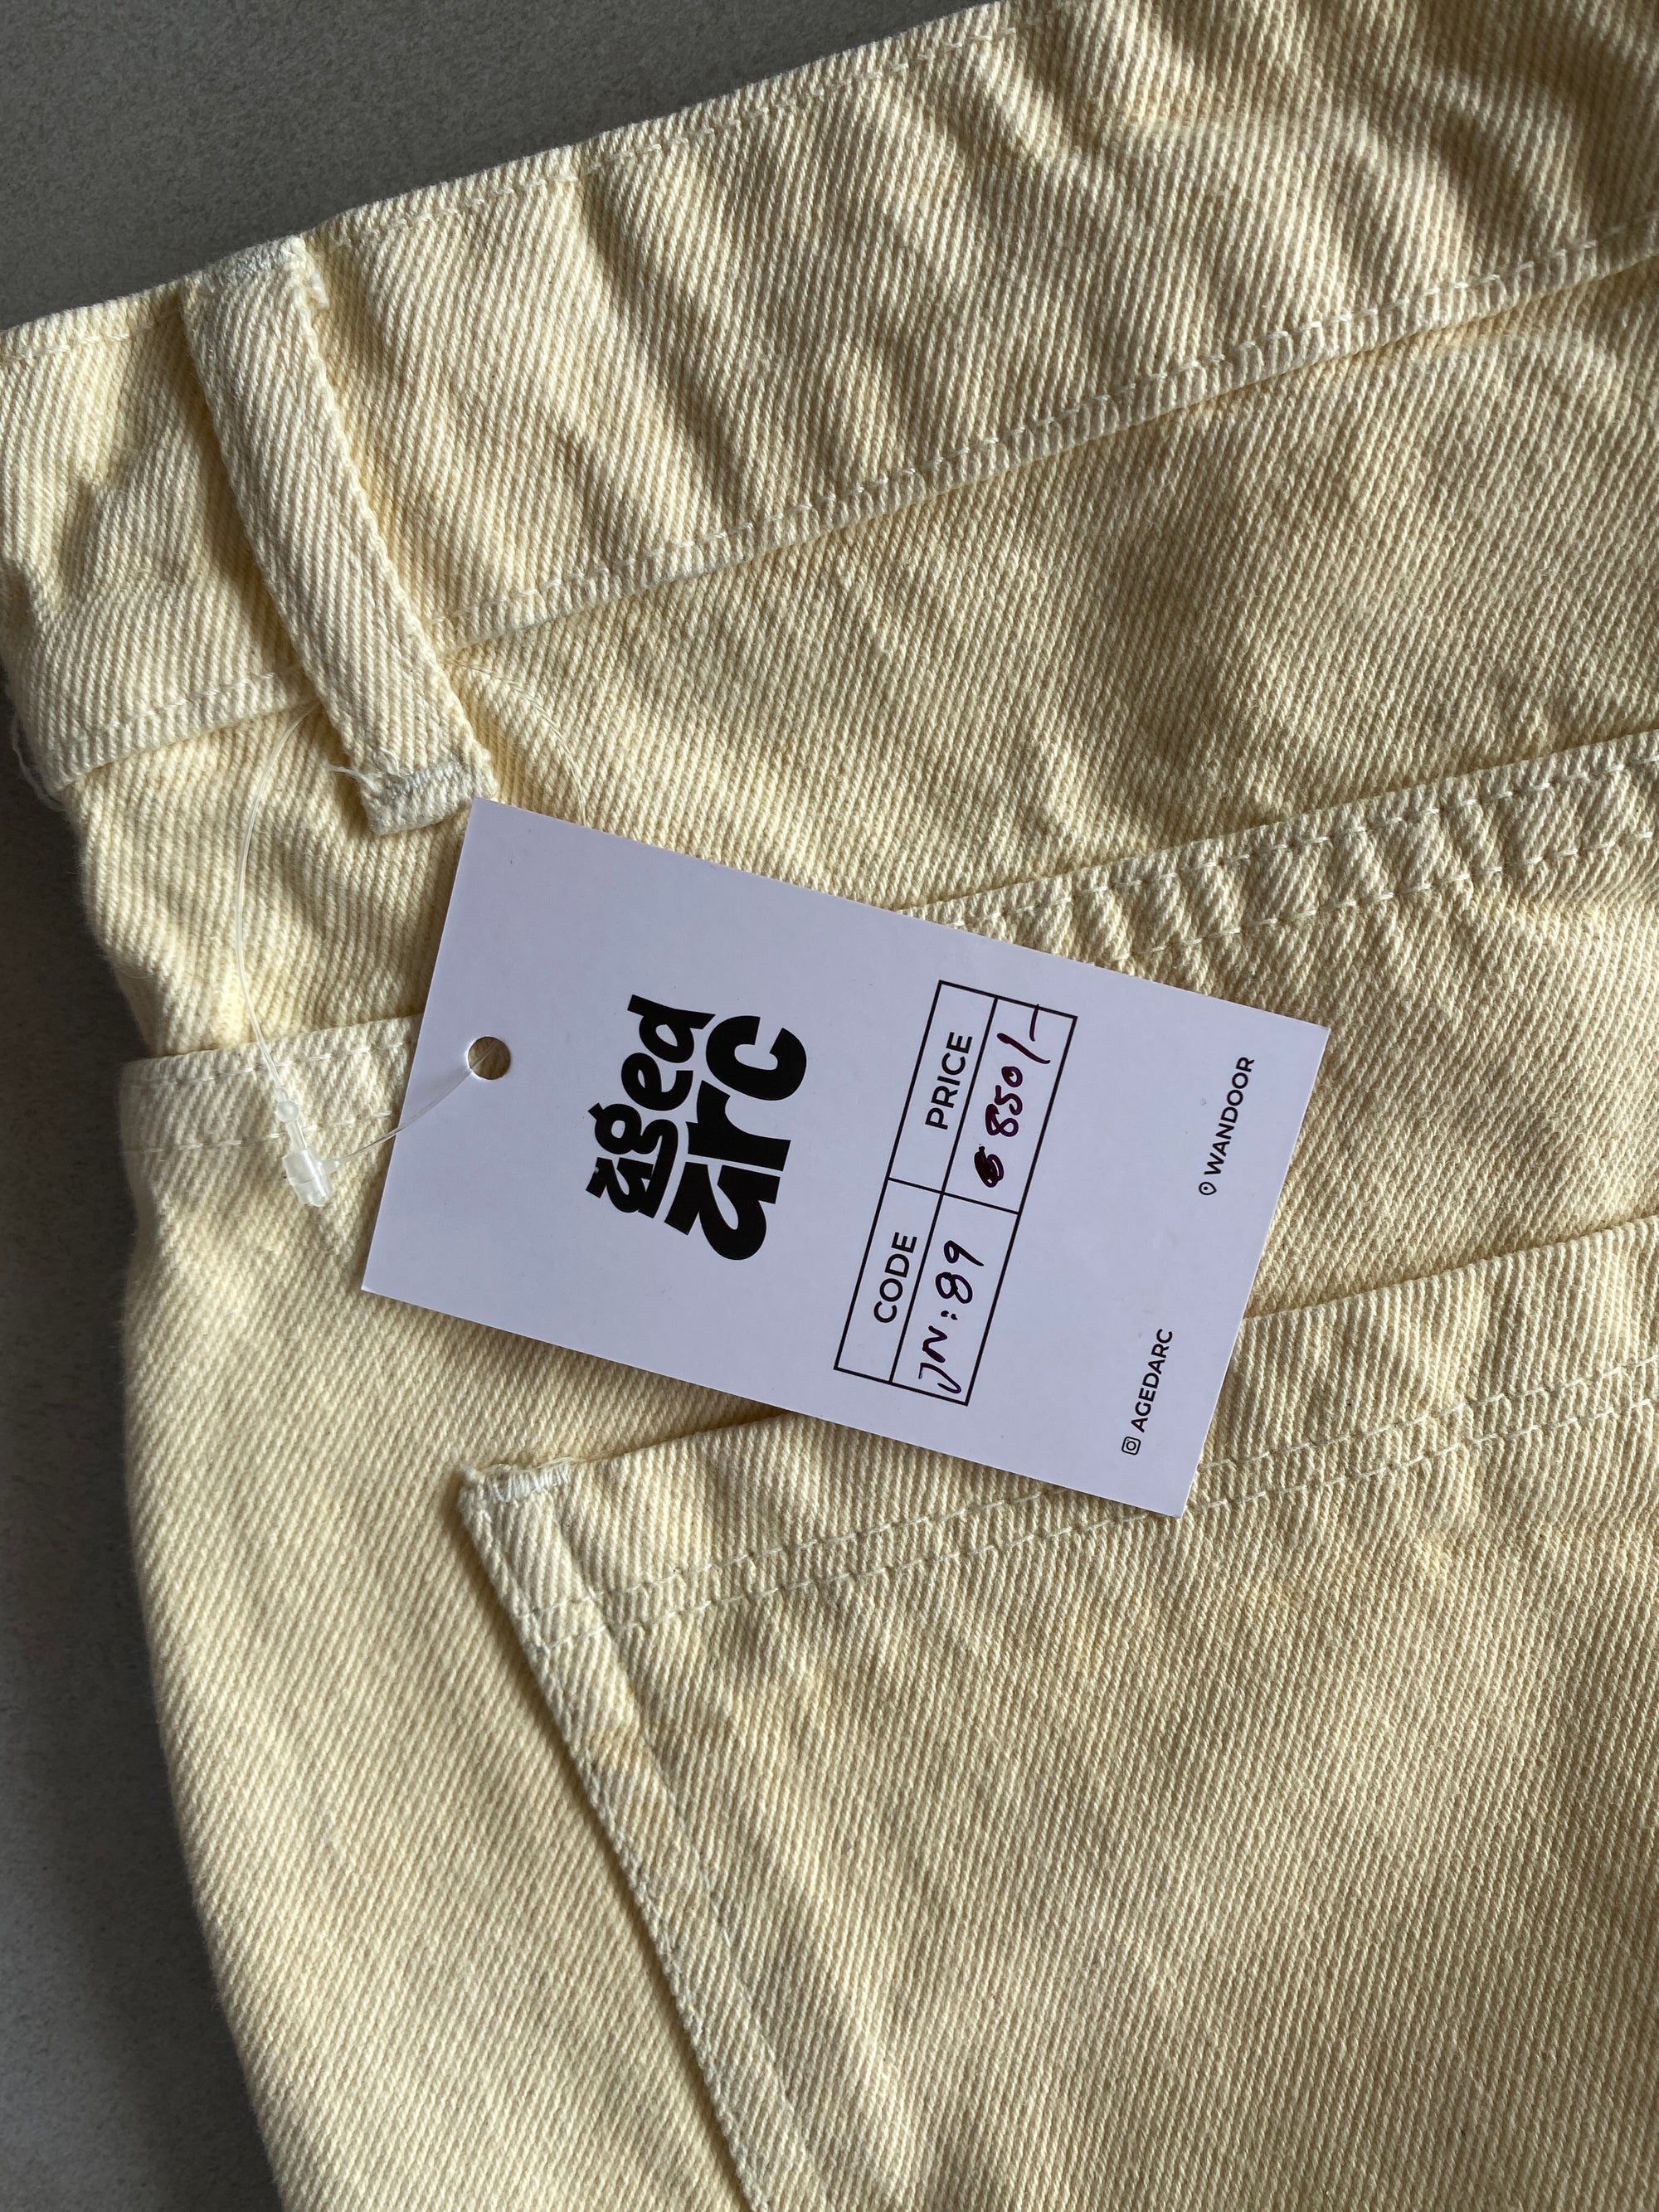 aged
arc
CODE PRICE
JN:89 850/-
AGEDARC WANDOOR